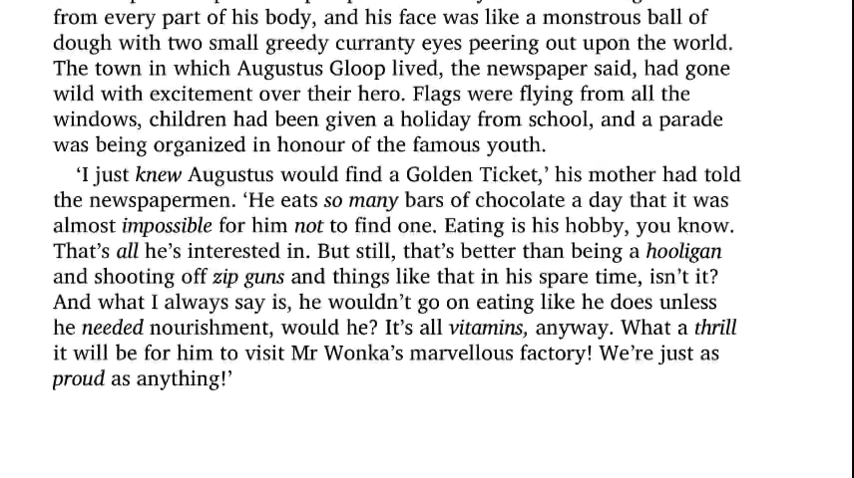 from every part of his body, and his face was like a monstrous ball of
dough with two small greedy curranty eyes peering out upon the world.
The town in which Augustus Gloop lived, the newspaper said, had gone
wild with excitement over their hero. Flags were flying from all the
windows, children had been given a holiday from school, and a parade
was being organized in honour of the famous youth.
‘I just knew Augustus would find a Golden Ticket,’ his mother had told
the newspapermen. ‘He eats so many bars of chocolate a day that it was
almost impossible for him not to find one. Eating is his hobby, you know.
That’s all he’s interested in. But still, that’s better than being a hooligan
and shooting off zip guns and things like that in his spare time, isn’t it?
And what I always say is, he wouldn’t go on eating like he does unless
he needed nourishment, would he? It’s all vitamins, anyway. What a thrill
it will be for him to visit Mr Wonka’s marvellous factory! We’re just as
proud as anything!’